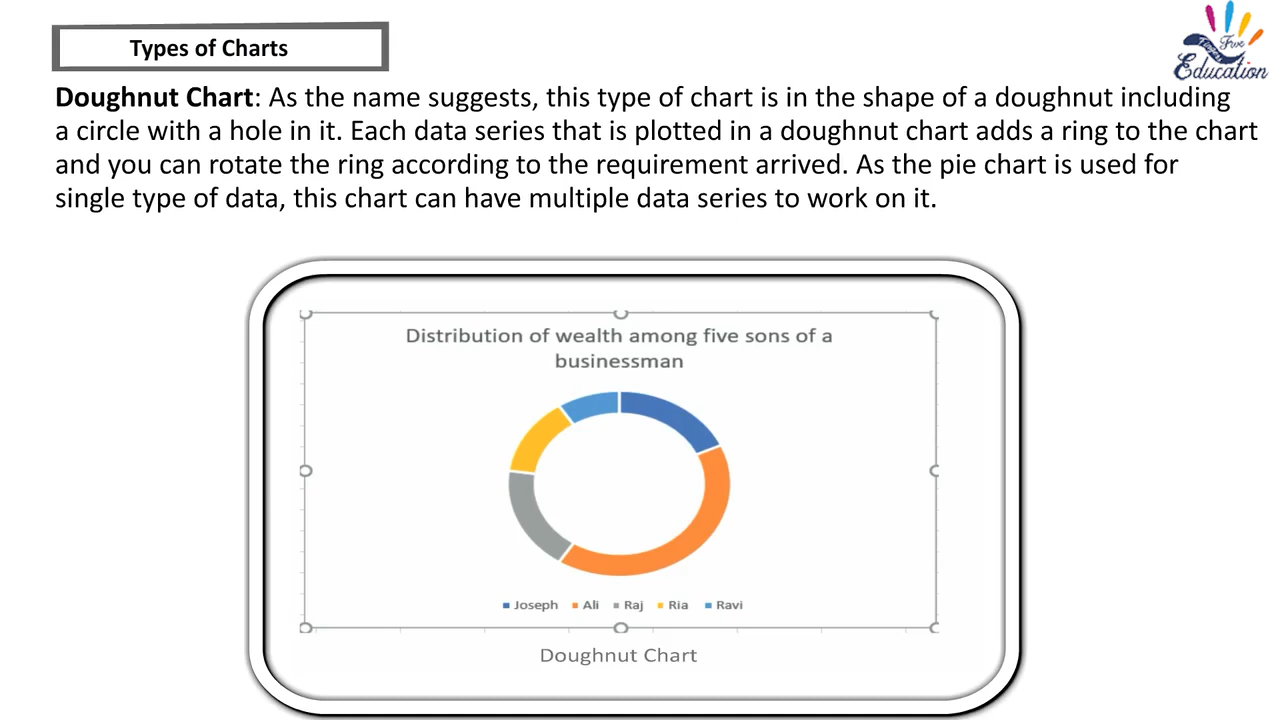 Types of Charts
Five
Education
Doughnut Chart: As the name suggests, this type of chart is in the shape of a doughnut including
a circle with a hole in it. Each data series that is plotted in a doughnut chart adds a ring to the chart
and you can rotate the ring according to the requirement arrived. As the pie chart is used for
single type of data, this chart can have multiple data series to work on it.
Distribution of wealth among five sons of a
businessman
Joseph Ali Raj Ria Ravi
Doughnut Chart